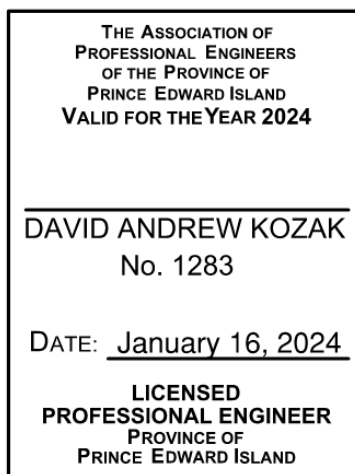 THE ASSOCIATION OF
PROFESSIONAL ENGINEERS
OF THE PROVINCE OF
PRINCE EDWARD ISLAND
VALID FOR THE YEAR 2024
DAVID ANDREW KOZAK
No. 1283
DATE: January 16, 2024
LICENSED
PROFESSIONAL ENGINEER
PROVINCE OF
PRINCE EDWARD ISLAND